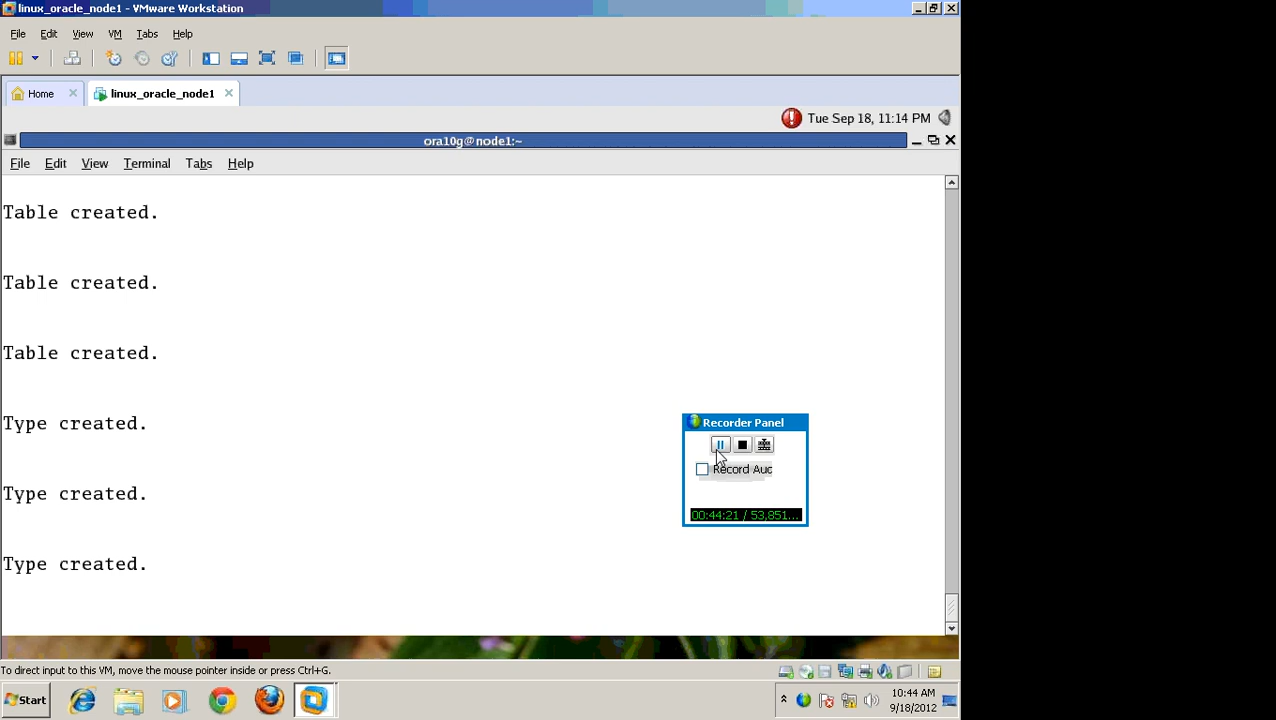 linux_oracle_node1 - VMware Workstation
File Edit View VM Tabs Help
Home linux_oracle_node1
Tue Sep 18, 11:14 PM
ora10g@node1:~
File Edit View Terminal Tabs Help
Table created.
Table created.
Table created.
Type created.
Recorder Panel
Record Auc
Type created.
00:44:21 / 53,851...
Type created.
To direct input to this VM, move the mouse pointer inside or press Ctrl+G.
Start
10:44 AM
9/18/2012